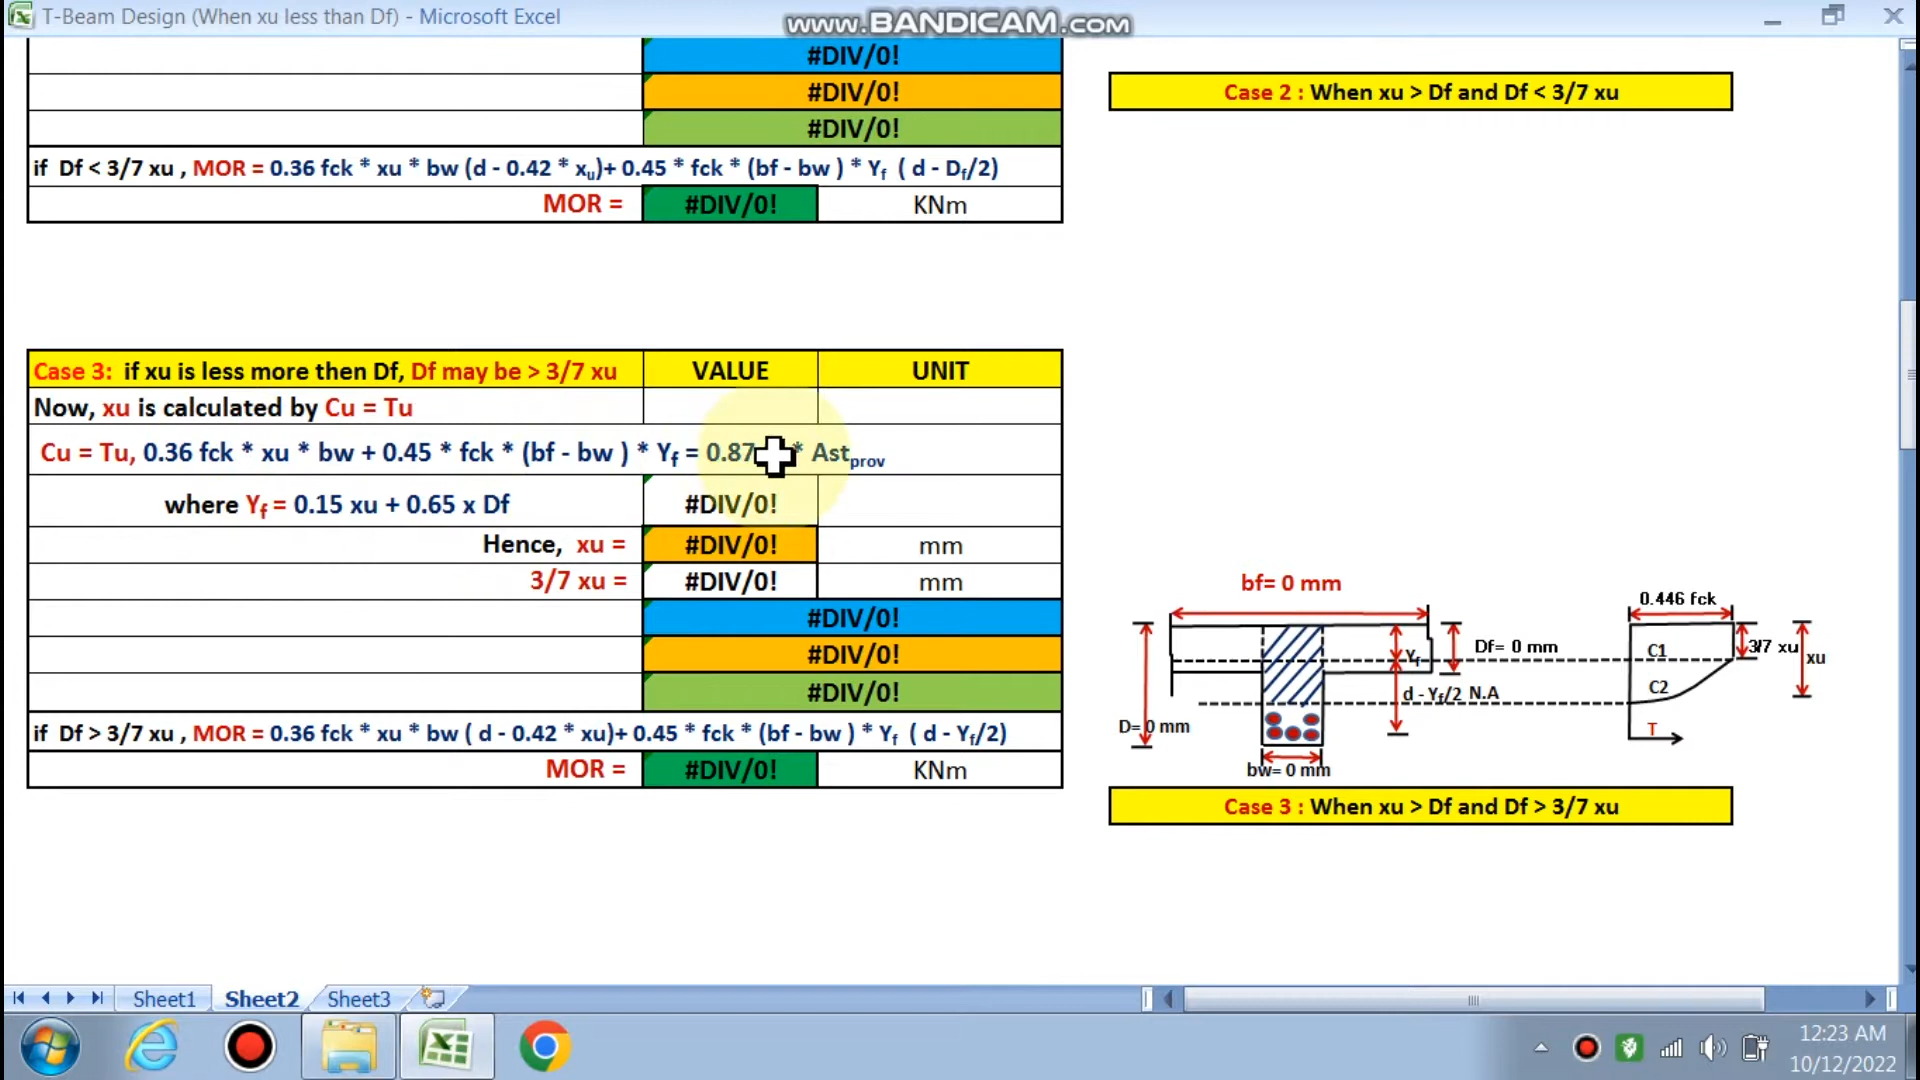 T-Beam Design (When xu less than Df) - Microsoft Excel
www.BANDICAM.com
#DIV/0!
#DIV/0!
Case 2 : When xu > Df and Df < 3/7 xu
#DIV/0!
if Df < 3/7 xu , MOR = 0.36 fck * xu * bw (d - 0.42 * xu)+ 0.45 * fck * (bf - bw ) * Yf ( d - Df/2)
MOR = #DIV/0! KNm
Case 3: if xu is less more then Df, Df may be > 3/7 xu VALUE UNIT
Now, xu is calculated by Cu = Tu
Cu = Tu, 0.36 fck * xu * bw + 0.45 * fck * (bf - bw ) * Yf = 0.87 * Astprov
where Yf = 0.15 xu + 0.65 x Df #DIV/0!
Hence, xu = #DIV/0! mm
3/7 xu = #DIV/0! mm
#DIV/0!
#DIV/0!
#DIV/0!
if Df > 3/7 xu , MOR = 0.36 fck * xu * bw ( d - 0.42 * xu)+ 0.45 * fck * (bf - bw ) * Yf ( d - Yf/2)
MOR = #DIV/0! KNm
bf= 0 mm
0.446 fck
Yf
Df= 0 mm
C1
3/7 xu
xu
C2
d - Yf/2 N.A
D= 0 mm
T
bw= 0 mm
Case 3 : When xu > Df and Df > 3/7 xu
Sheet1 Sheet2 Sheet3
12:23 AM
10/12/2022